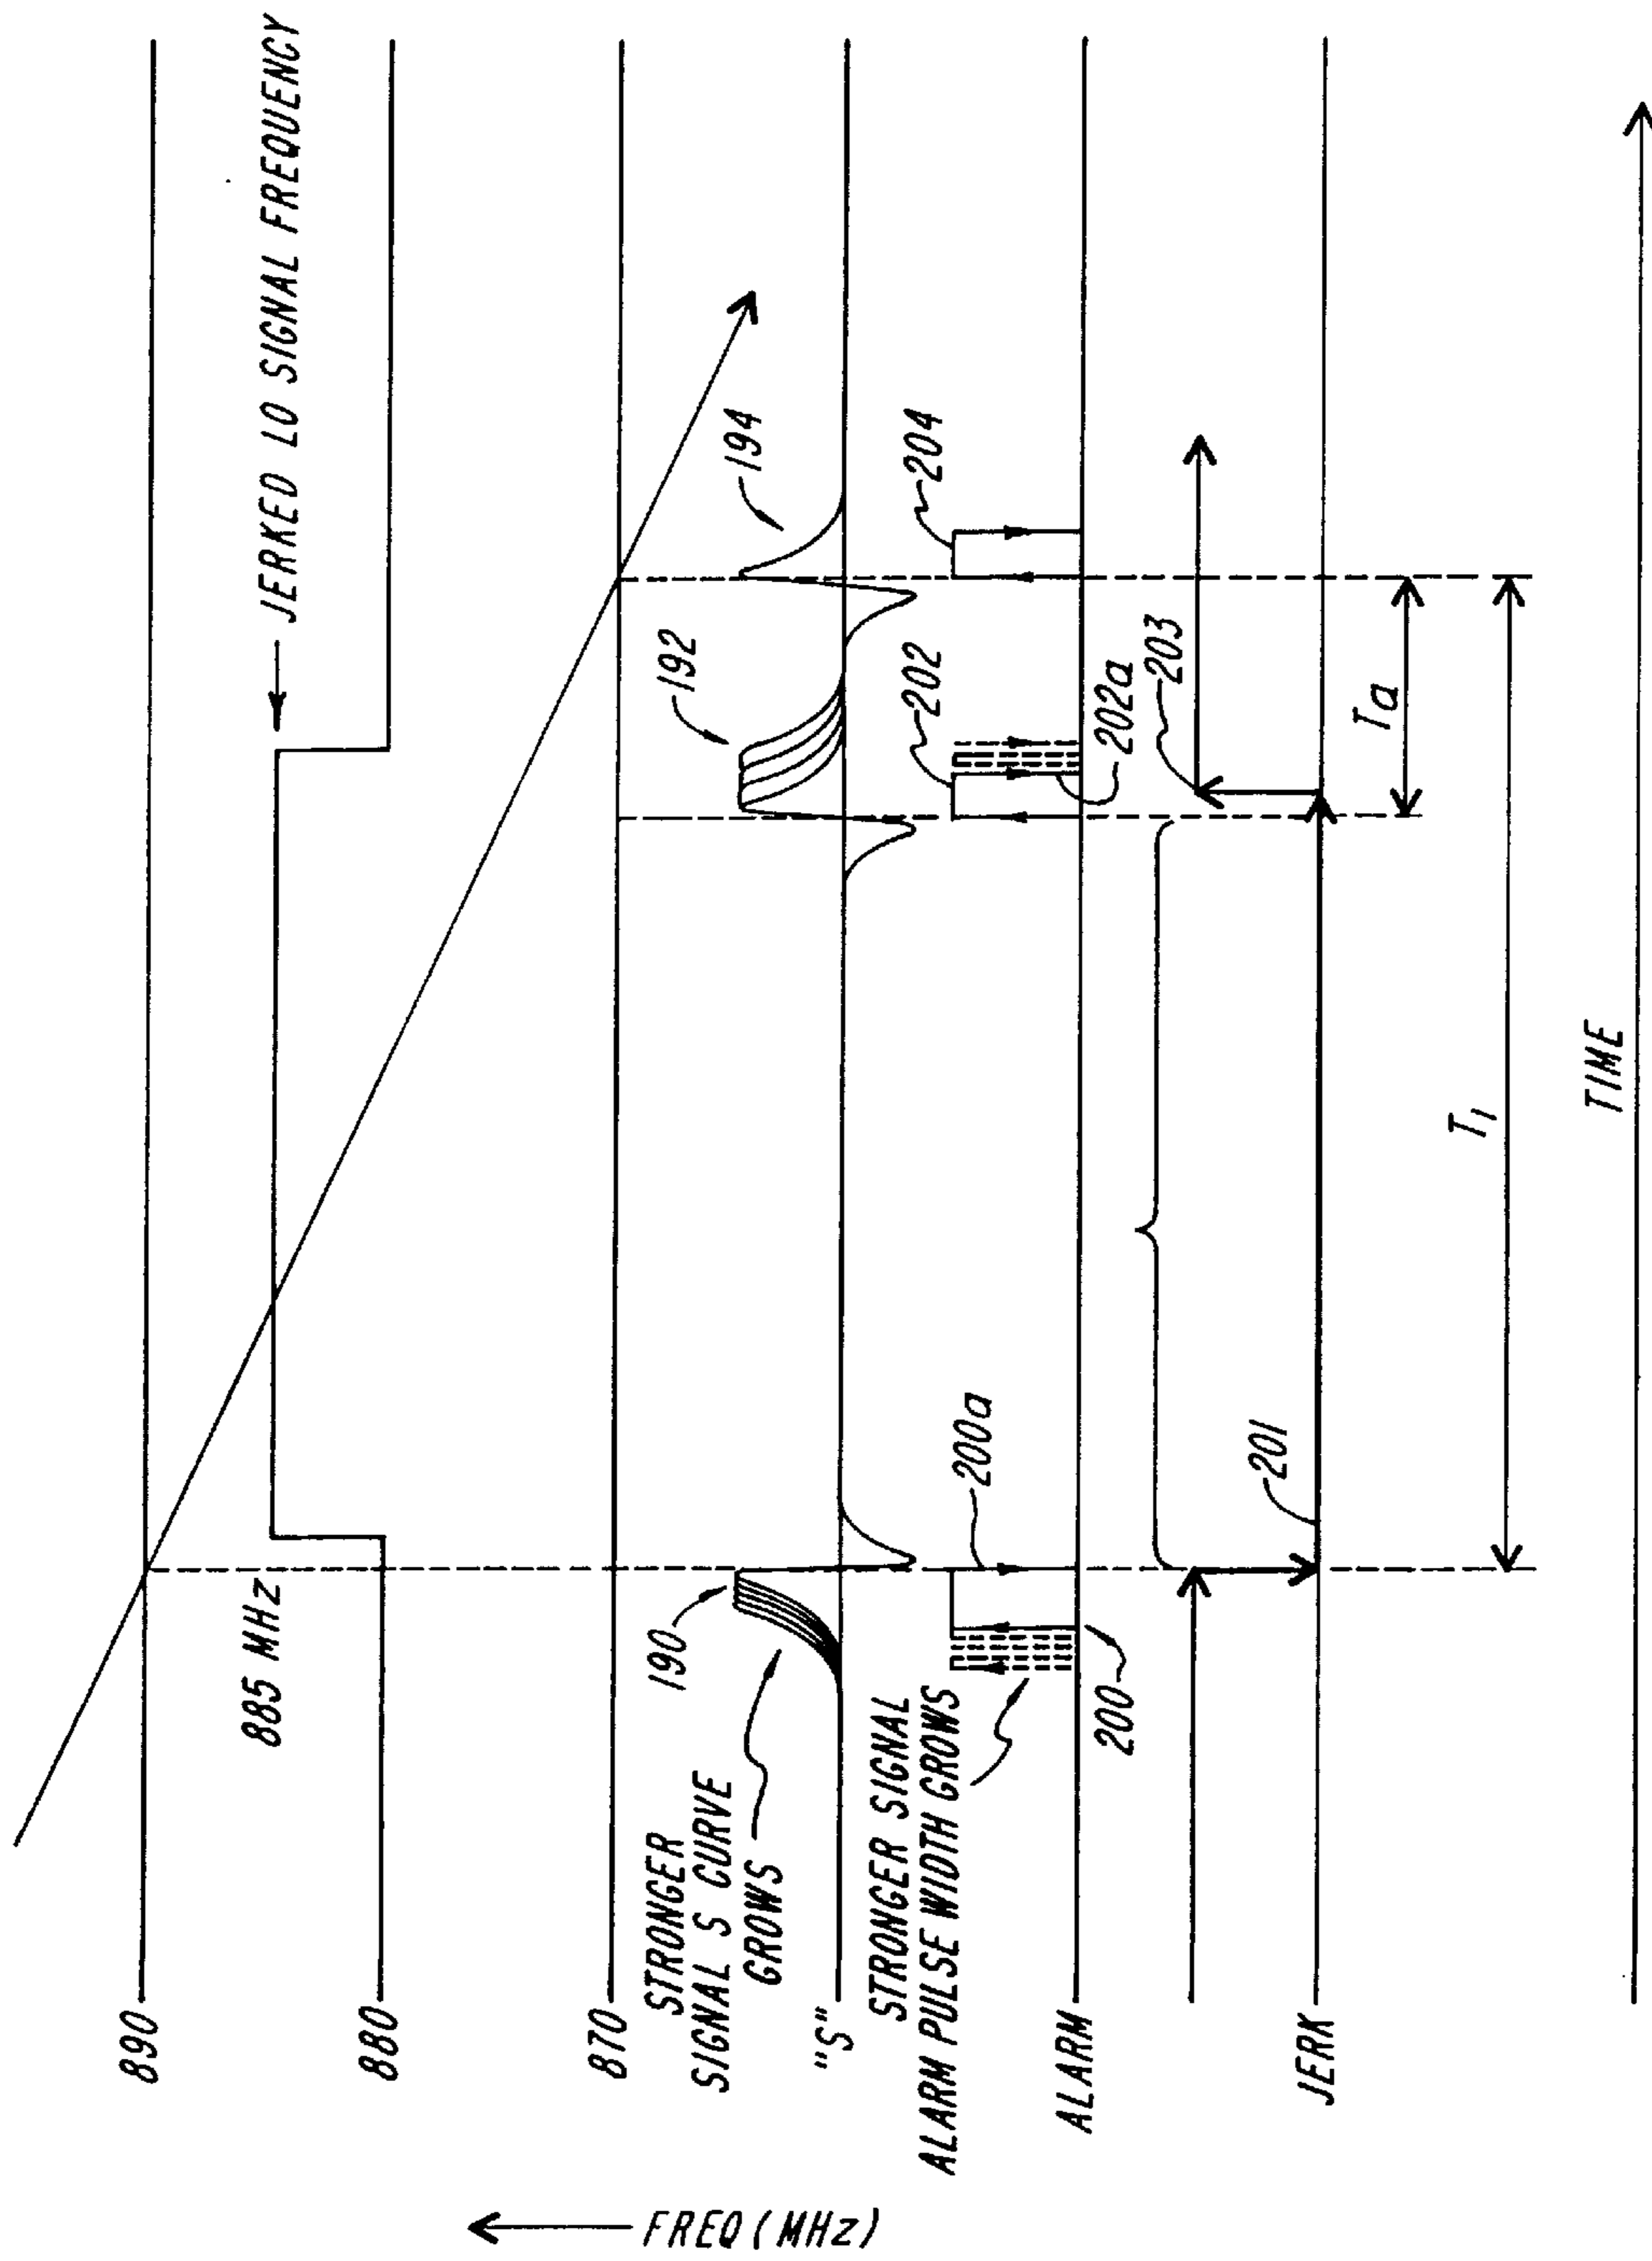 890
885 MHz
JERKED LO SIGNAL FREQUENCY
880
870
STRONGER
SIGNAL S CURVE
GROWS
190
192
194
"S"
STRONGER SIGNAL
ALARM PULSE WIDTH GROWS
200a
202
204
ALARM
200
202a
203
201
JERK
Ta
T1
TIME
FREQ (MHz)